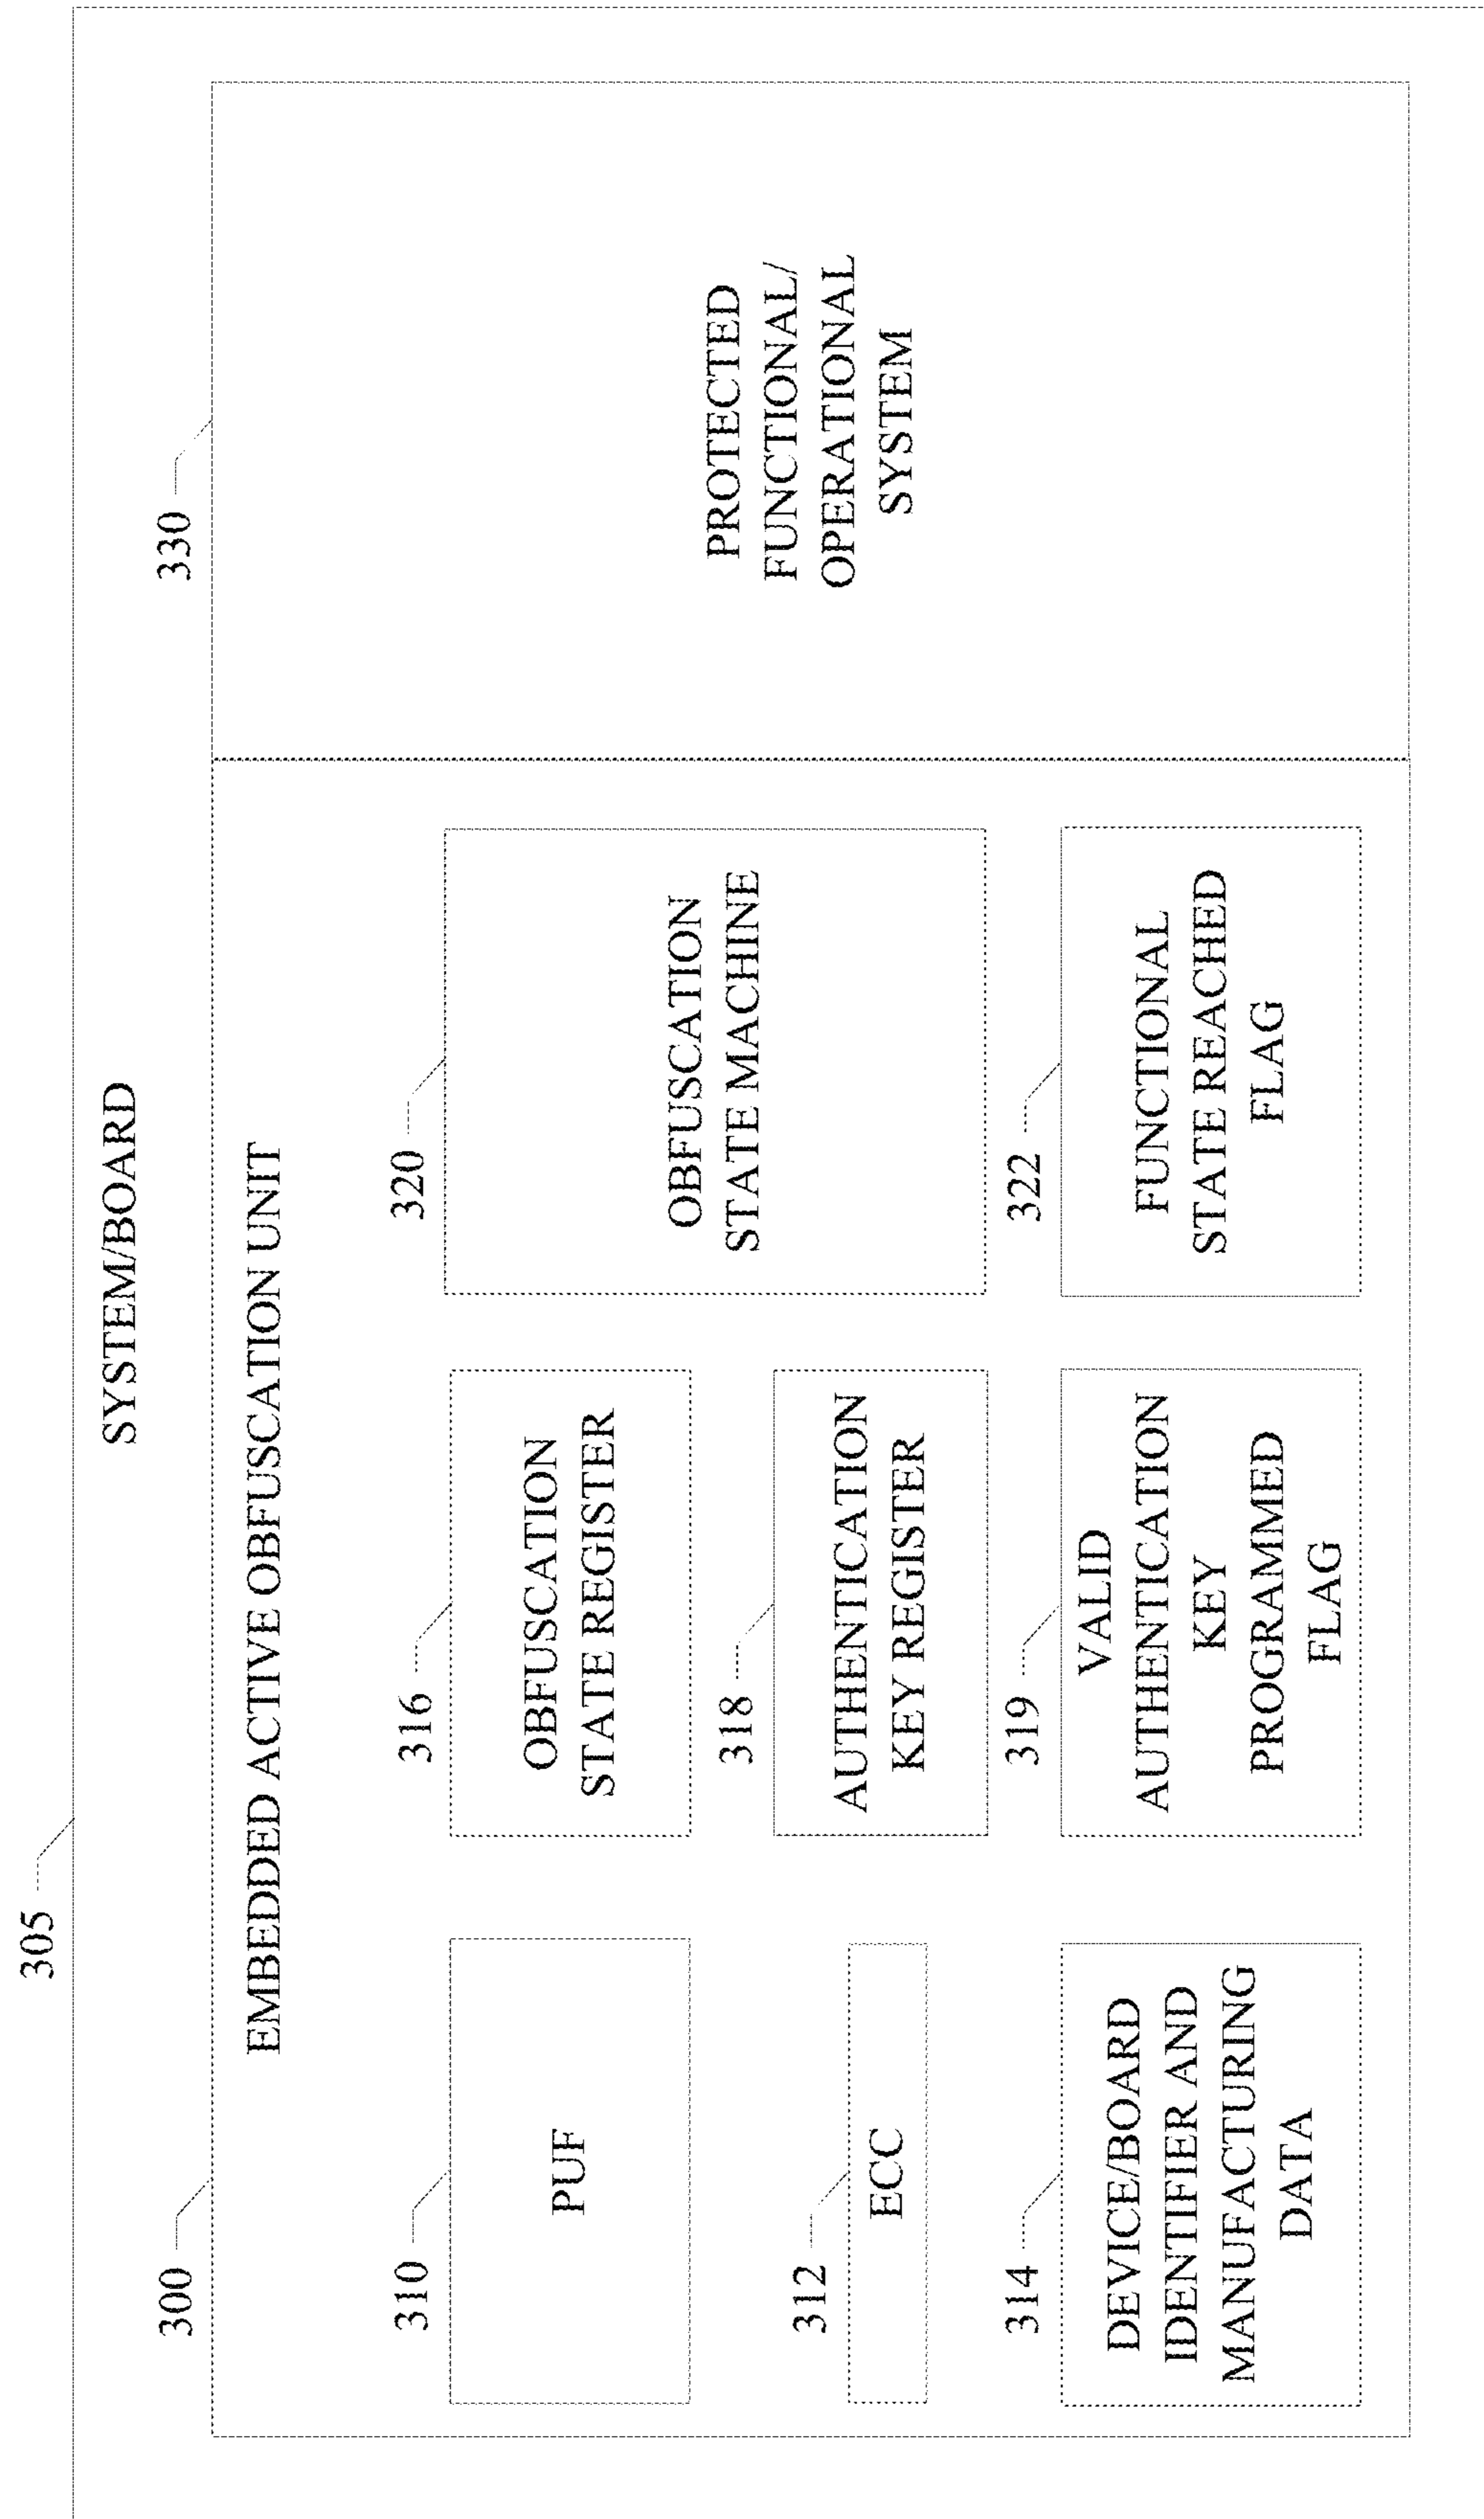 305
SYSTEM/BOARD
300
EMBEDDED ACTIVE OBFUSCATION UNIT
330
310
PUF
316
OBFUSCATION
STATE REGISTER
320
OBFUSCATION
STATE MACHINE
PROTECTED
FUNCTIONAL/
OPERATIONAL
SYSTEM
312
ECC
318
AUTHENTICATION
KEY REGISTER
314
DEVICE/BOARD
IDENTIFIER AND
MANUFACTURING
DATA
319
VALID
AUTHENTICATION
KEY
PROGRAMMED
FLAG
322
FUNCTIONAL
STATE REACHED
FLAG